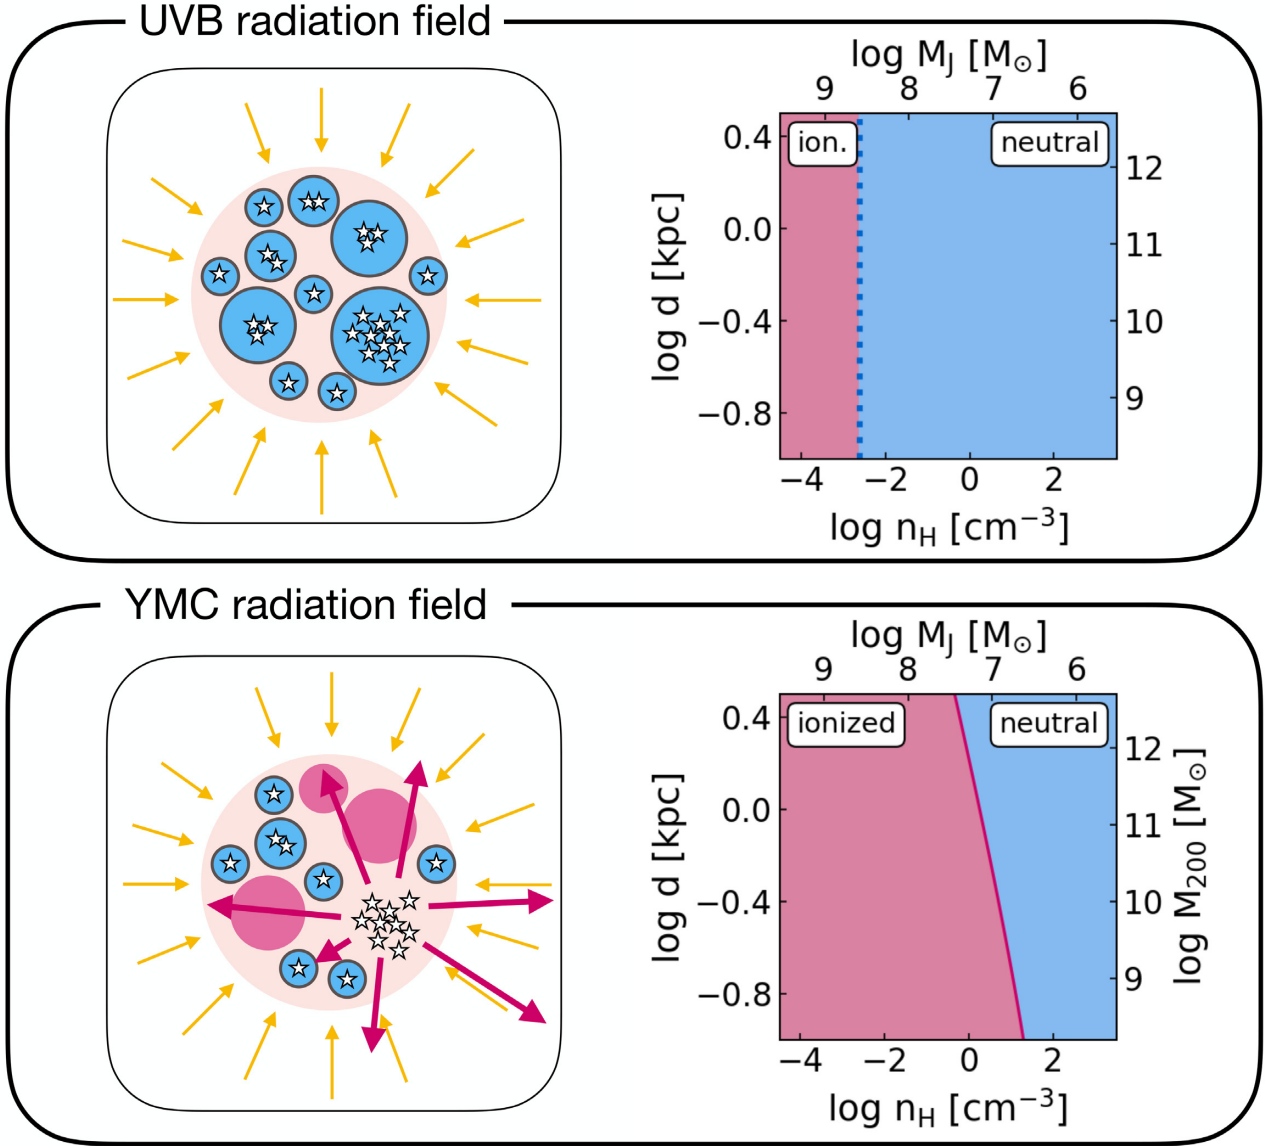 UVB radiation field
log M_J [M_⊙]
9 8 7 6
ion. neutral
0.4
0.0
−0.4
−0.8
log d [kpc]
12
11
10
9
−4 −2 0 2
log n_H [cm^−3]
YMC radiation field
log M_J [M_⊙]
9 8 7 6
ionized neutral
0.4
0.0
−0.4
−0.8
log d [kpc]
12
11
10
9
log M_200 [M_⊙]
−4 −2 0 2
log n_H [cm^−3]